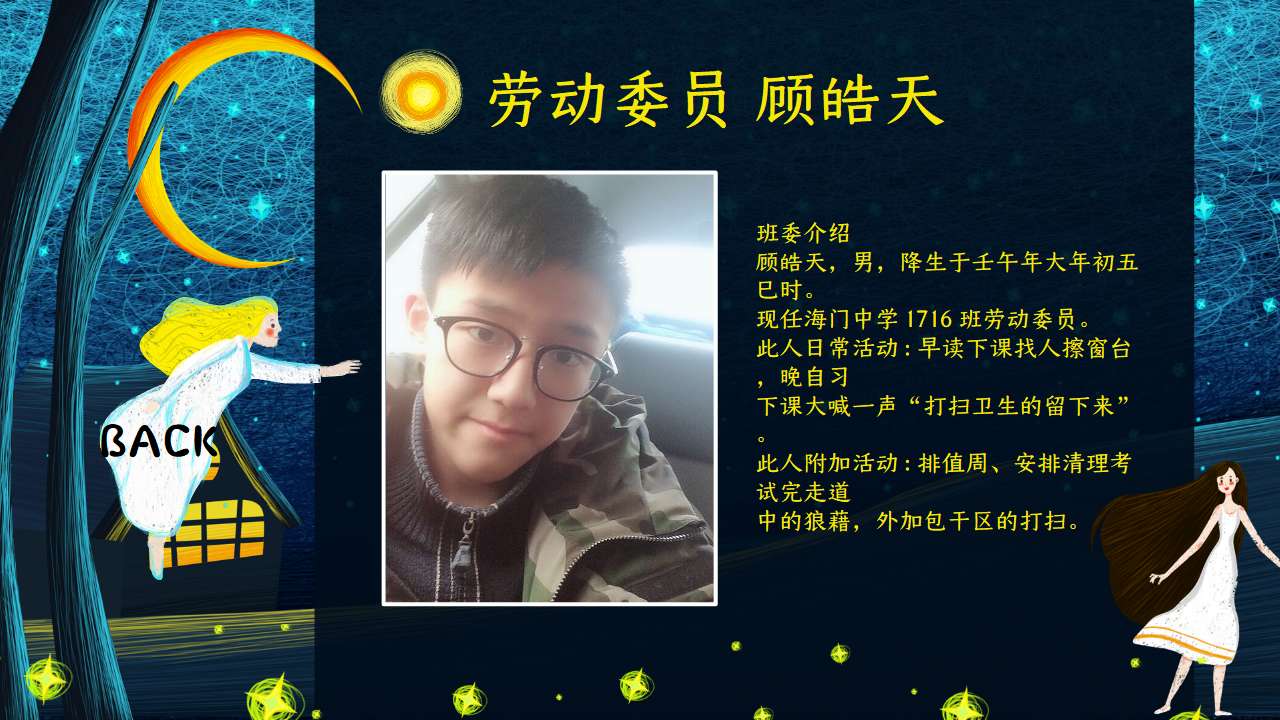 劳动委员 顾皓天
班委介绍
顾皓天，男，降生于壬午年大年初五
巳时。
现任海门中学 1716 班劳动委员。
此人日常活动：早读下课找人擦窗台
，晚自习
下课大喊一声“打扫卫生的留下来”
。
此人附加活动：排值周、安排清理考
试完走道
中的狼藉，外加包干区的打扫。
BACK